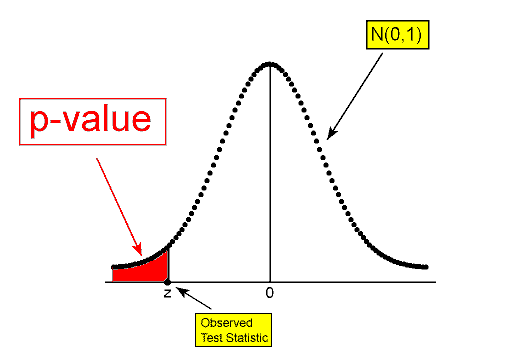 N(0,1)
p-value
z
0
Observed
Test Statistic